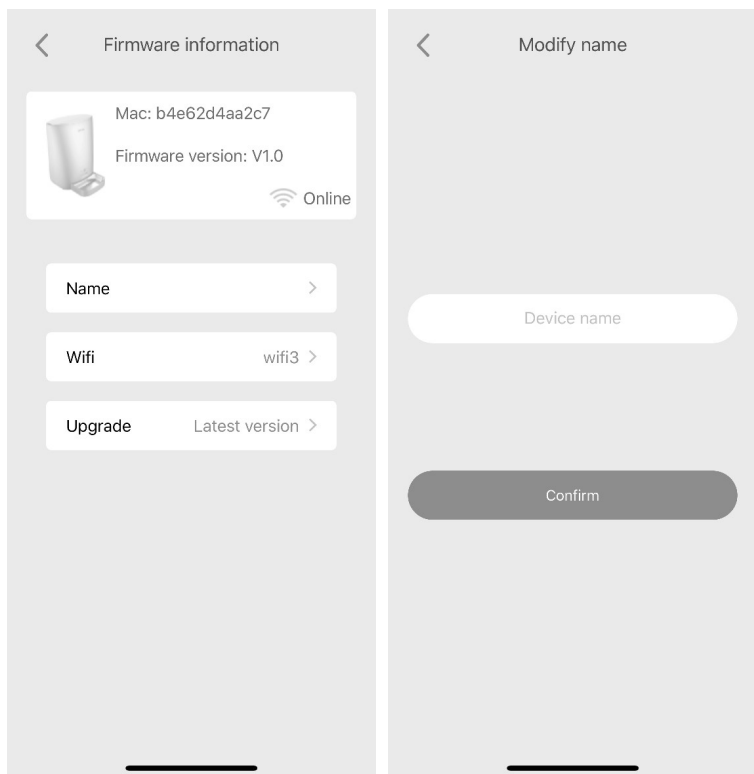 Firmware information
Mac: b4e62d4aa2c7
Firmware version: V1.0
Online
Name
Wifi wifi3
Upgrade Latest version
Modify name
Device name
Confirm